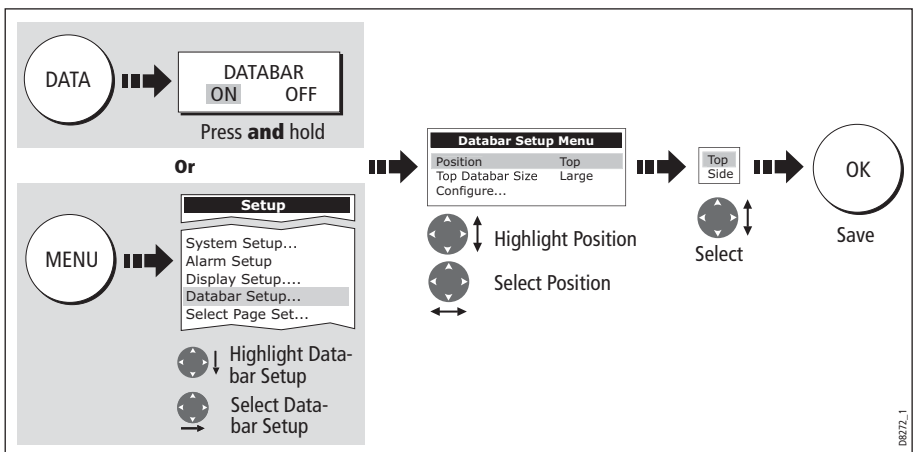 DATA
DATABAR
ON OFF
Press and hold
Or
MENU
Setup
System Setup...
Alarm Setup
Display Setup....
Databar Setup...
Select Page Set...
Highlight Data-
bar Setup
Select Data-
bar Setup
Databar Setup Menu
Position Top
Top Databar Size Large
Configure...
Highlight Position
Select Position
Top
Side
Select
OK
Save
D8272_1